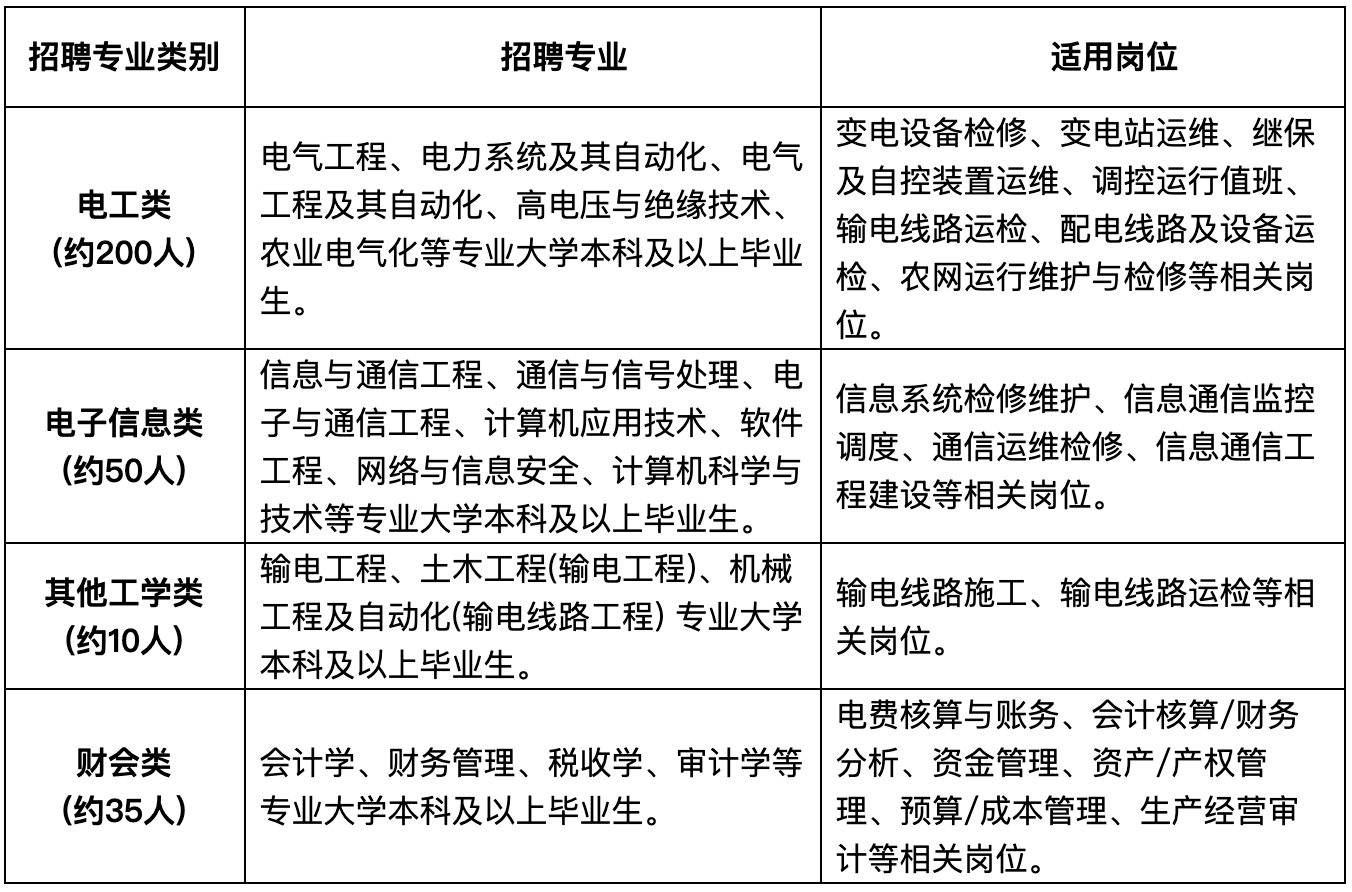 招聘专业类别
招聘专业
适用岗位
电工类
(约200人)
电气工程、电力系统及其自动化、电气
工程及其自动化、高电压与绝缘技术、
农业电气化等专业大学本科及以上毕业
生。
变电设备检修、变电站运维、继保
及自控装置运维、调控运行值班、
输电线路运检、配电线路及设备运
检、农网运行维护与检修等相关岗
位。
电子信息类
(约50人)
信息与通信工程、通信与信号处理、电
子与通信工程、计算机应用技术、软件
工程、网络与信息安全、计算机科学与
技术等专业大学本科及以上毕业生。
信息系统检修维护、信息通信监控
调度、通信运维检修、信息通信工
程建设等相关岗位。
其他工学类
(约10人)
输电工程、土木工程(输电工程)、机械
工程及自动化(输电线路工程) 专业大学
本科及以上毕业生。
输电线路施工、输电线路运检等相
关岗位。
财会类
(约35人)
会计学、财务管理、税收学、审计学等
专业大学本科及以上毕业生。
电费核算与账务、会计核算/财务
分析、资金管理、资产/产权管
理、预算/成本管理、生产经营审
计等相关岗位。